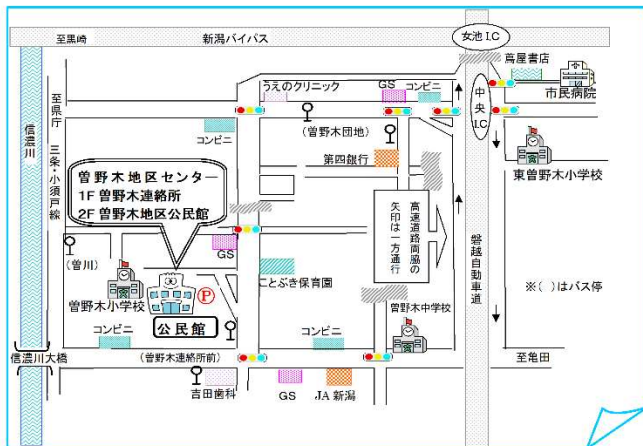 至黒崎
新潟バイパス
女池I.C
蔦屋書店
市民病院
うえのクリニック
GS
コンビニ
中央I.C
至県庁
三条・小須戸線
信濃川
コンビニ
(曽野木団地)
第四銀行
東曽野木小学校
曽野木地区センター
1F 曽野木連絡所
2F 曽野木地区公民館
高速道路両脇の
矢印は一方通行
磐越自動車道
(曽川)
GS
ことぶき保育園
※( )はバス停
曽野木小学校
P
公民館
曽野木中学校
コンビニ
コンビニ
信濃川大橋
(曽野木連絡所前)
至亀田
吉田歯科
GS
JA新潟